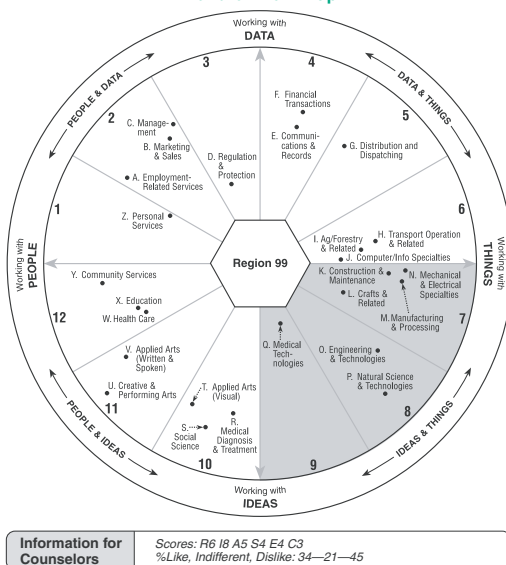 Working with
DATA
PEOPLE & DATA
DATA & THINGS
3
4
2
5
1
6
F. Financial
Transactions
C. Manage-
ment
B. Marketing
& Sales
E. Communi-
cations &
Records
D. Regulation
&
Protection
G. Distribution and
Dispatching
A. Employment-
Related Services
Z. Personal
Services
I. Ag/Forestry
& Related
H. Transport Operation
& Related
J. Computer/Info Specialties
Working with
PEOPLE
Region 99
Working with
THINGS
Y. Community Services
K. Construction &
Maintenance
N. Mechanical
& Electrical
Specialties
X. Education
W. Health Care
L. Crafts &
Related
M. Manufacturing
& Processing
12
7
V. Applied Arts
(Written &
Spoken)
Q. Medical
Tech-
nologies
O. Engineering
& Technologies
U. Creative &
Performing Arts
T. Applied Arts
(Visual)
P. Natural Science
& Technologies
11
8
S.
Social
Science
R.
Medical
Diagnosis
& Treatment
10
9
PEOPLE & IDEAS
IDEAS & THINGS
Working with
IDEAS
Information for
Counselors
Scores: R6 I8 A5 S4 E4 C3
%Like, Indifferent, Dislike: 34—21—45